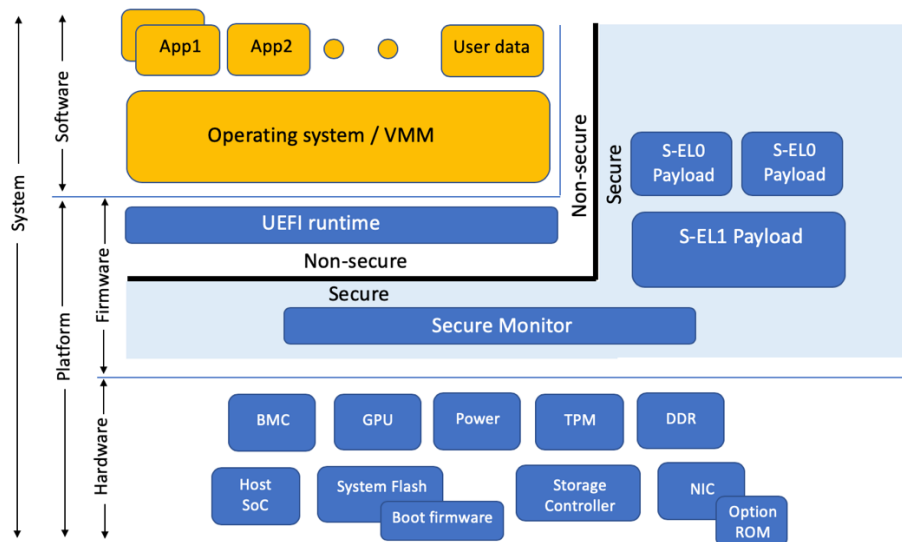 System
Software
Platform
Firmware
Hardware
App1
App2
User data
Operating system / VMM
Non-secure
Secure
S-EL0
Payload
S-EL0
Payload
S-EL1 Payload
UEFI runtime
Non-secure
Secure
Secure Monitor
BMC
GPU
Power
TPM
DDR
Host
SoC
System Flash
Boot firmware
Storage
Controller
NIC
Option
ROM